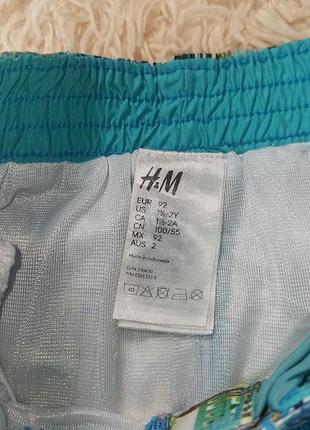 H&M
EUR 92
US 1½-2Y
CA 1½-2A
CN 100/55
MX 92
AUS 2
Made in Indonesia
40